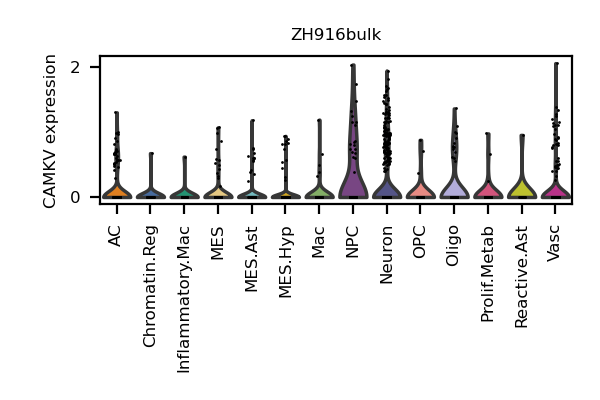 ZH916bulk
CAMKV expression
2
0
AC
Chromatin.Reg
Inflammatory.Mac
MES
MES.Ast
MES.Hyp
Mac
NPC
Neuron
OPC
Oligo
Prolif.Metab
Reactive.Ast
Vasc